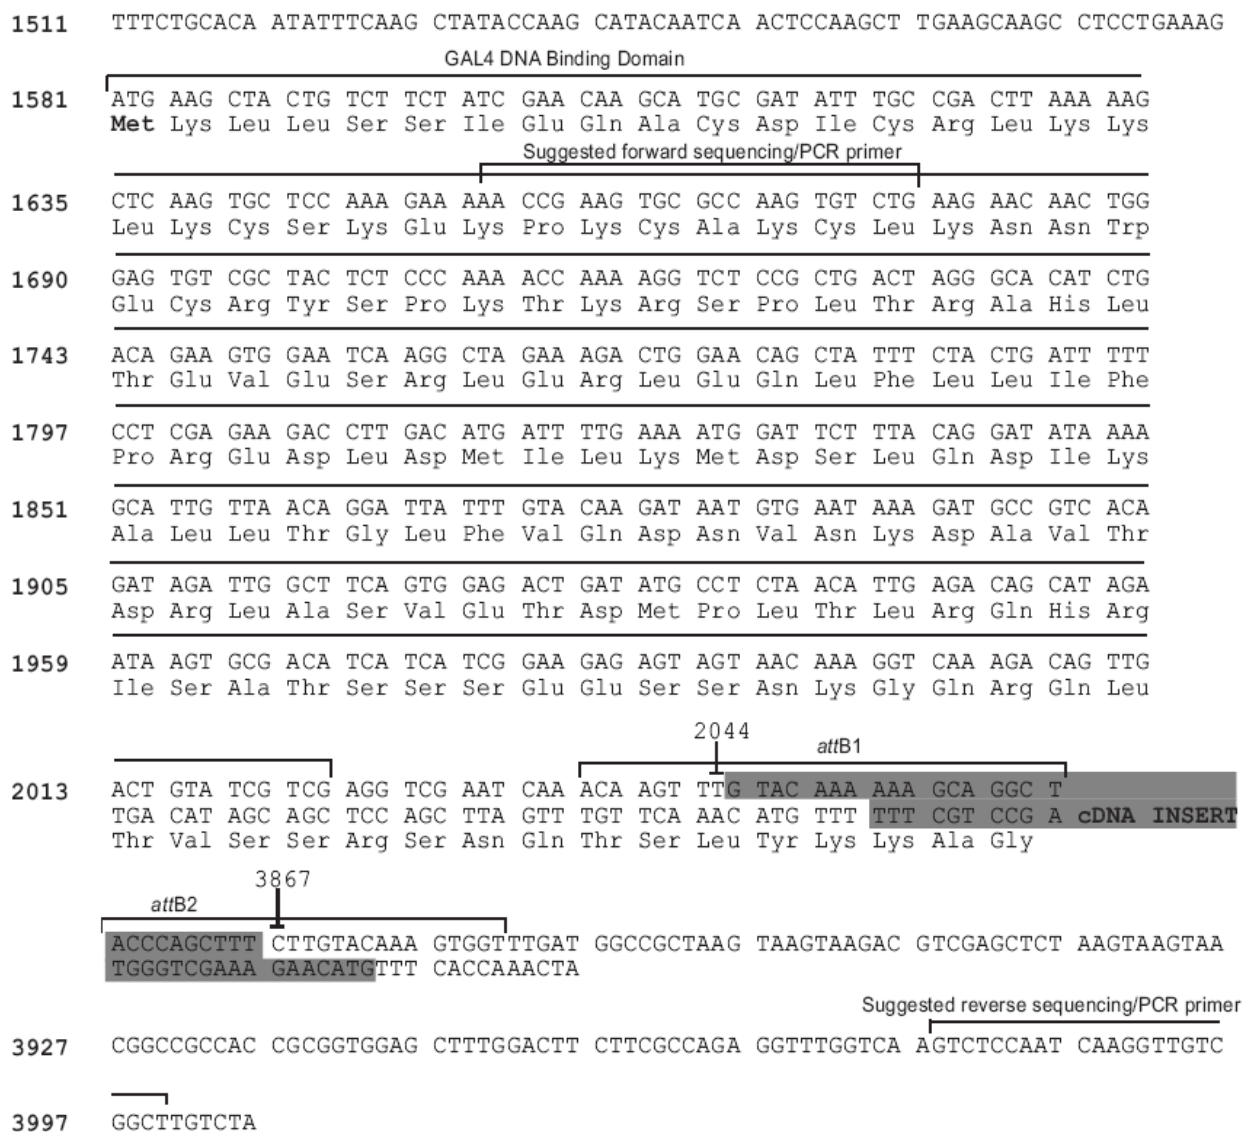 1511 TTTCTGCACA ATATTTCAAG CTATACCAAG CATACAATCA ACTCCAAGCT TGAAGCAAGC CTCCTGAAAG
GAL4 DNA Binding Domain
1581 ATG AAG CTA CTG TCT TCT ATC GAA CAA GCA TGC GAT ATT TGC CGA CTT AAA AAG
Met Lys Leu Leu Ser Ser Ile Glu Gln Ala Cys Asp Ile Cys Arg Leu Lys Lys
Suggested forward sequencing/PCR primer
1635 CTC AAG TGC TCC AAA GAA AAA CCG AAG TGC GCC AAG TGT CTG AAG AAC AAC TGG
Leu Lys Cys Ser Lys Glu Lys Pro Lys Cys Ala Lys Cys Leu Lys Asn Asn Trp
1690 GAG TGT CGC TAC TCT CCC AAA ACC AAA AGG TCT CCG CTG ACT AGG GCA CAT CTG
Glu Cys Arg Tyr Ser Pro Lys Thr Lys Arg Ser Pro Leu Thr Arg Ala His Leu
1743 ACA GAA GTG GAA TCA AGG CTA GAA AGA CTG GAA CAG CTA TTT CTA CTG ATT TTT
Thr Glu Val Glu Ser Arg Leu Glu Arg Leu Glu Gln Leu Phe Leu Leu Ile Phe
1797 CCT CGA GAA GAC CTT GAC ATG ATT TTG AAA ATG GAT TCT TTA CAG GAT ATA AAA
Pro Arg Glu Asp Leu Asp Met Ile Leu Lys Met Asp Ser Leu Gln Asp Ile Lys
1851 GCA TTG TTA ACA GGA TTA TTT GTA CAA GAT AAT GTG AAT AAA GAT GCC GTC ACA
Ala Leu Leu Thr Gly Leu Phe Val Gln Asp Asn Val Asn Lys Asp Ala Val Thr
1905 GAT AGA TTG GCT TCA GTG GAG ACT GAT ATG CCT CTA ACA TTG AGA CAG CAT AGA
Asp Arg Leu Ala Ser Val Glu Thr Asp Met Pro Leu Thr Leu Arg Gln His Arg
1959 ATA AGT GCG ACA TCA TCA TCG GAA GAG AGT AGT AAC AAA GGT CAA AGA CAG TTG
Ile Ser Ala Thr Ser Ser Ser Glu Glu Ser Ser Asn Lys Gly Gln Arg Gln Leu
2044
attB1
2013 ACT GTA TCG TCG AGG TCG AAT CAA ACA AGT TTG TAC AAA AAA GCA GGC T
TGA CAT AGC AGC TCC AGC TTA GTT TGT TCA AAC ATG TTT TTT CGT CCG A cDNA INSERT
Thr Val Ser Ser Arg Ser Asn Gln Thr Ser Leu Tyr Lys Lys Ala Gly
3867
attB2
ACCCAGCTTT CTTGTACAAA GTGGTTTGAT GGCCGCTAAG TAAGTAAGAC GTCGAGCTCT AAGTAAGTAA
TGGGTCGAAA GAACATGTTT CACCAAACTA
Suggested reverse sequencing/PCR primer
3927 CGGCCGCCAC CGCGGTGGAG CTTTGGACTT CTTCGCCAGA GGTTTGGTCA AGTCTCCAAT CAAGGTTGTC
3997 GGCTTGTCTA